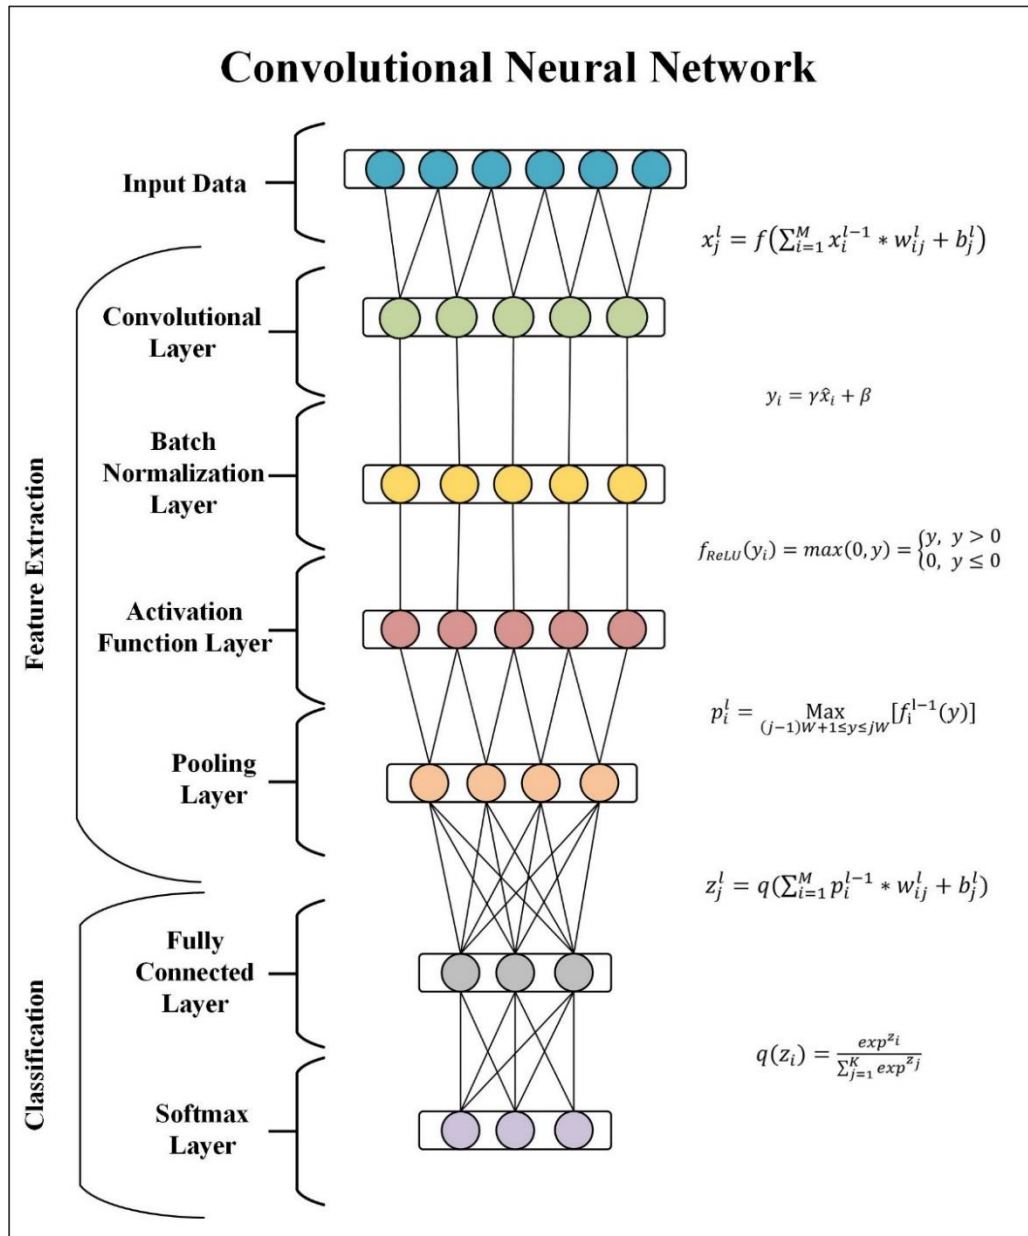 Convolutional Neural Network
Input Data
x_j^l = f(∑_{i=1}^M x_i^{l-1} * w_{ij}^l + b_j^l)
Feature Extraction
Convolutional
Layer
y_i = γx̂_i + β
Batch
Normalization
Layer
f_{ReLU}(y_i) = max(0, y) = {y, y > 0
{0, y ≤ 0
Activation
Function Layer
p_i^l = Max [f_i^{l-1}(y)]
(j-1)W+1≤y≤jW
Pooling
Layer
z_j^l = q(∑_{i=1}^M p_i^{l-1} * w_{ij}^l + b_j^l)
Classification
Fully
Connected
Layer
q(z_i) = exp^{z_i} / ∑_{j=1}^K exp^{z_j}
Softmax
Layer